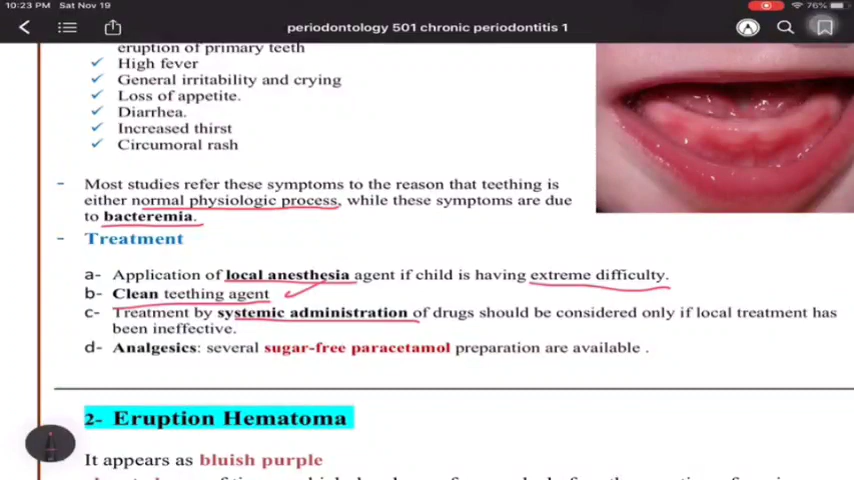 10:23 PM Sat Nov 19
76%
periodontology 501 chronic periodontitis 1
eruption of primary teeth
✓ High fever
✓ General irritability and crying
✓ Loss of appetite.
✓ Diarrhea.
✓ Increased thirst
✓ Circumoral rash
- Most studies refer these symptoms to the reason that teething is
either normal physiologic process, while these symptoms are due
to bacteremia.
- Treatment
a- Application of local anesthesia agent if child is having extreme difficulty.
b- Clean teething agent
c- Treatment by systemic administration of drugs should be considered only if local treatment has
been ineffective.
d- Analgesics: several sugar-free paracetamol preparation are available .
2- Eruption Hematoma
It appears as bluish purple